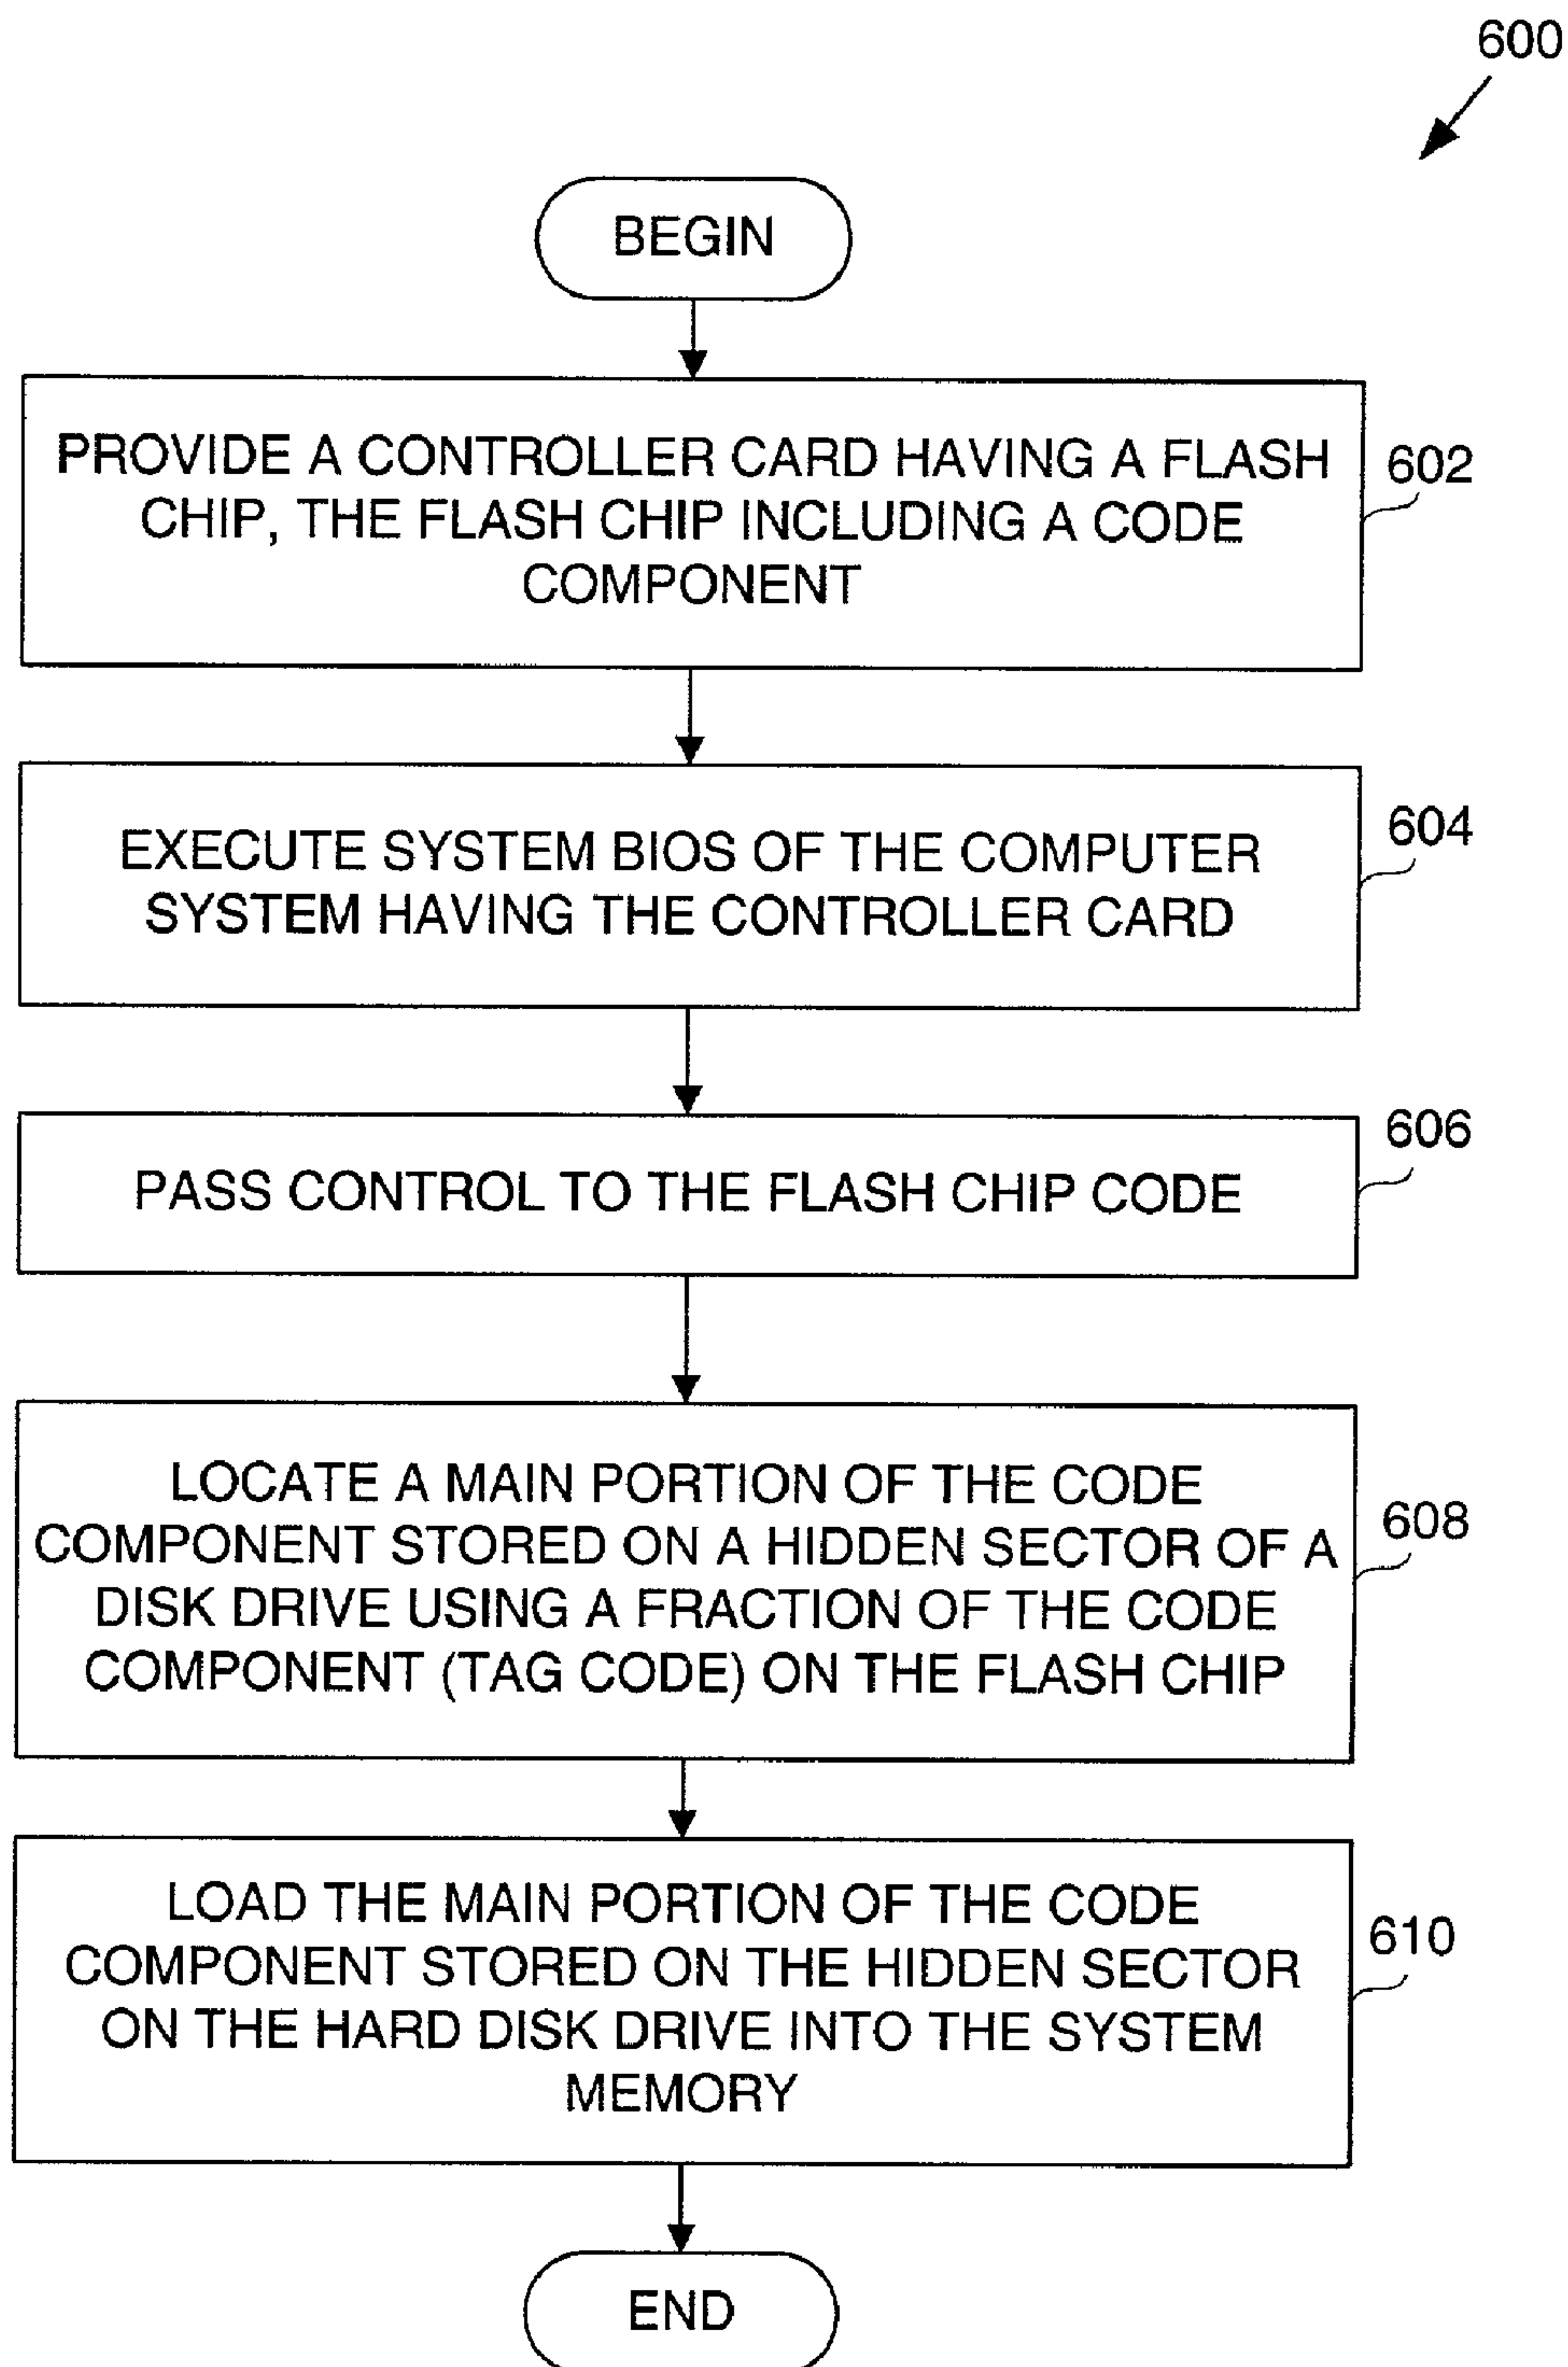 600
BEGIN
PROVIDE A CONTROLLER CARD HAVING A FLASH
CHIP, THE FLASH CHIP INCLUDING A CODE
COMPONENT
602
EXECUTE SYSTEM BIOS OF THE COMPUTER
SYSTEM HAVING THE CONTROLLER CARD
604
PASS CONTROL TO THE FLASH CHIP CODE
606
LOCATE A MAIN PORTION OF THE CODE
COMPONENT STORED ON A HIDDEN SECTOR OF A
DISK DRIVE USING A FRACTION OF THE CODE
COMPONENT (TAG CODE) ON THE FLASH CHIP
608
LOAD THE MAIN PORTION OF THE CODE
COMPONENT STORED ON THE HIDDEN SECTOR
ON THE HARD DISK DRIVE INTO THE SYSTEM
MEMORY
610
END